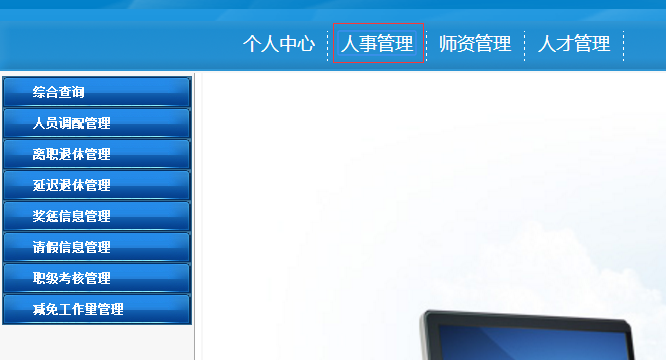 个人中心 人事管理 师资管理 人才管理
综合查询
人员调配管理
离职退休管理
延迟退休管理
奖惩信息管理
请假信息管理
职级考核管理
减免工作量管理